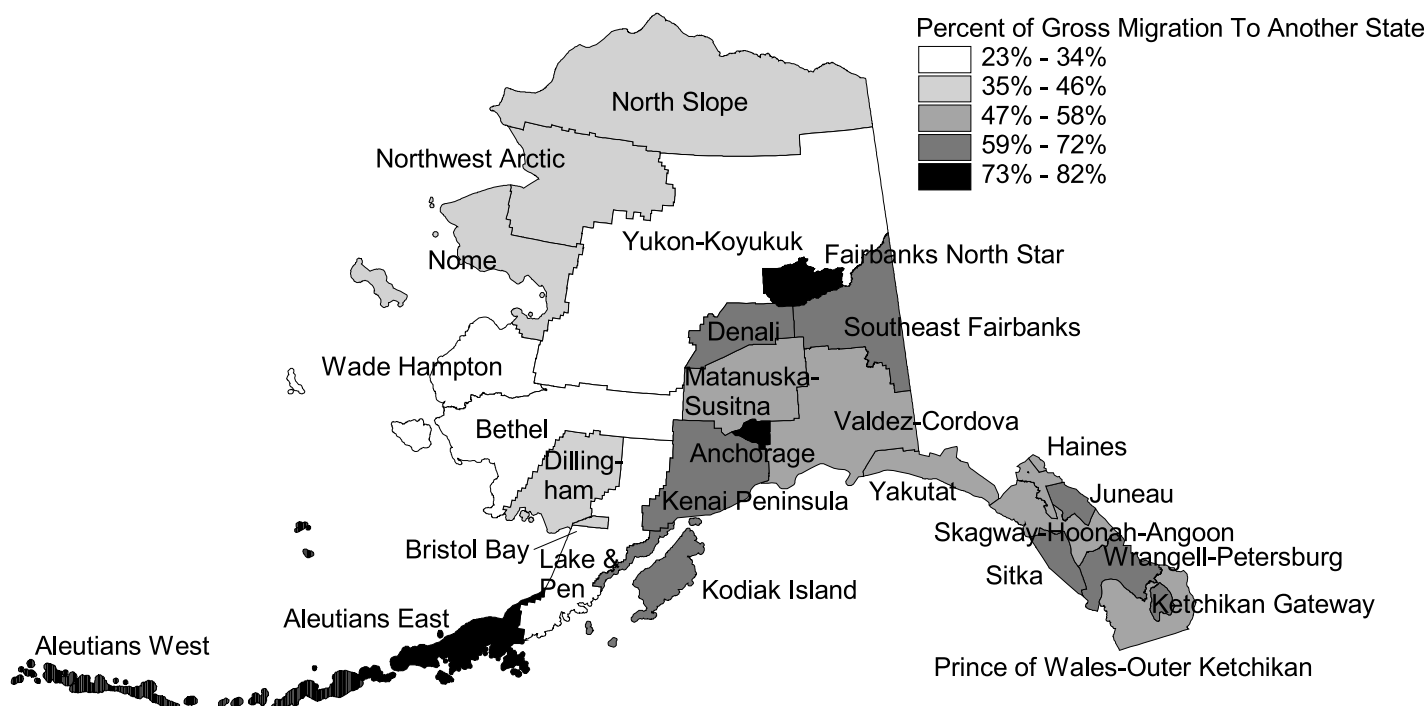 Percent of Gross Migration To Another State
23% - 34%
35% - 46%
47% - 58%
59% - 72%
73% - 82%
North Slope
Northwest Arctic
Yukon-Koyukuk
Fairbanks North Star
Nome
Denali
Southeast Fairbanks
Wade Hampton
Matanuska-
Susitna
Valdez-Cordova
Bethel
Anchorage
Haines
Dilling-
ham
Kenai Peninsula
Yakutat
Juneau
Skagway-Hoonah-Angoon
Bristol Bay
Lake &
Pen
Wrangell-Petersburg
Sitka
Kodiak Island
Ketchikan Gateway
Aleutians East
Aleutians West
Prince of Wales-Outer Ketchikan